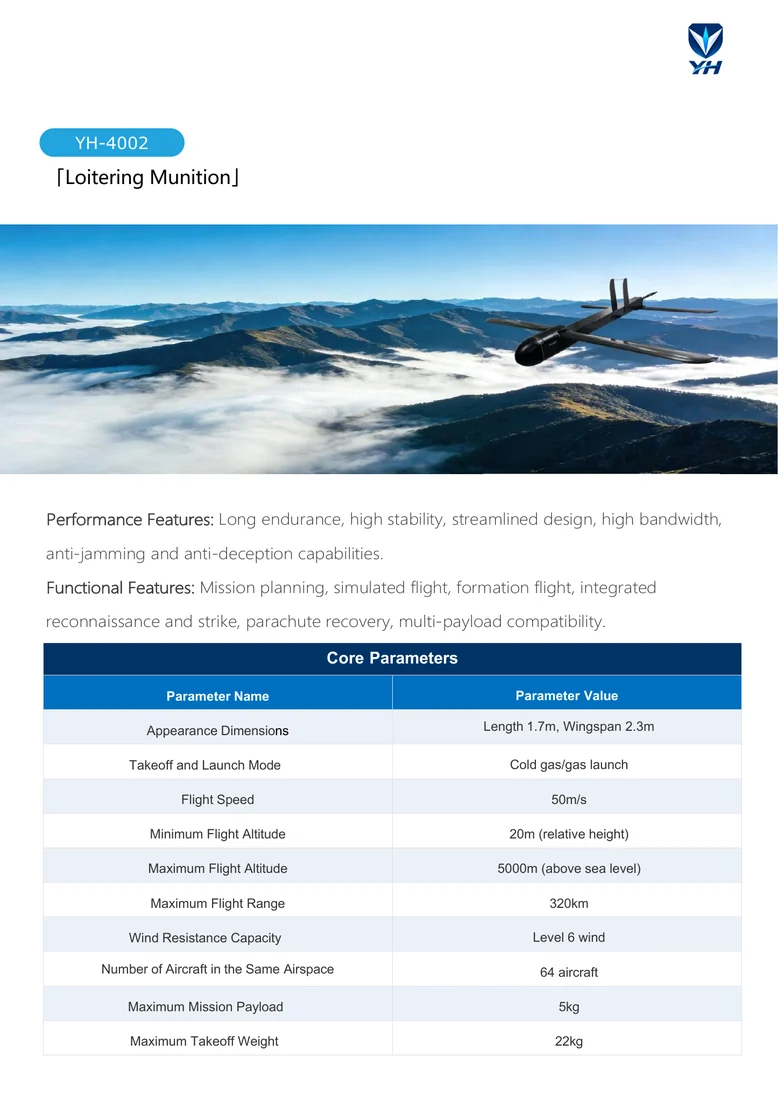 YH
YH-4002
「Loitering Munition」
Performance Features: Long endurance, high stability, streamlined design, high bandwidth,
anti-jamming and anti-deception capabilities.
Functional Features: Mission planning, simulated flight, formation flight, integrated
reconnaissance and strike, parachute recovery, multi-payload compatibility.
Core Parameters
Parameter Name Parameter Value
Appearance Dimensions Length 1.7m, Wingspan 2.3m
Takeoff and Launch Mode Cold gas/gas launch
Flight Speed 50m/s
Minimum Flight Altitude 20m (relative height)
Maximum Flight Altitude 5000m (above sea level)
Maximum Flight Range 320km
Wind Resistance Capacity Level 6 wind
Number of Aircraft in the Same Airspace 64 aircraft
Maximum Mission Payload 5kg
Maximum Takeoff Weight 22kg